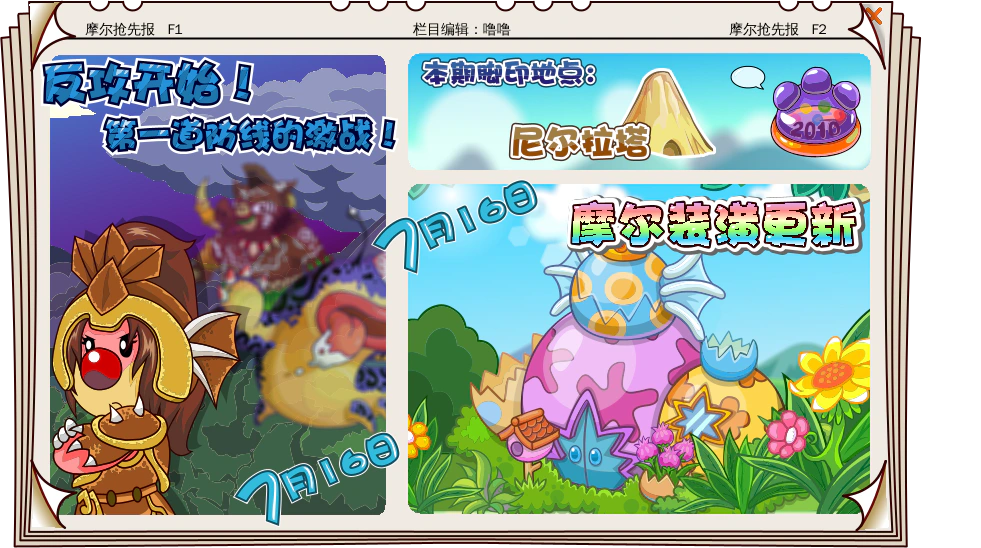 摩尔抢先报 F1
栏目编辑：噜噜
摩尔抢先报 F2
反攻开始！
第一道防线的激战！
7月16日
本期脚印地点：
尼尔拉塔
2010
7月16日
摩尔装潢更新